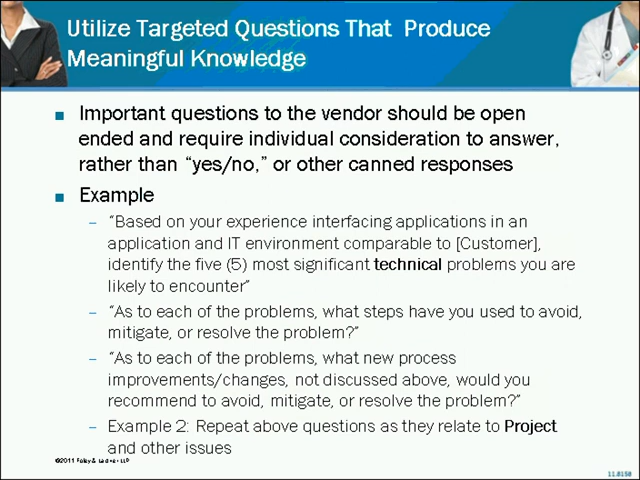 Utilize Targeted Questions That Produce
Meaningful Knowledge
■ Important questions to the vendor should be open
ended and require individual consideration to answer,
rather than “yes/no,” or other canned responses
■ Example
– “Based on your experience interfacing applications in an
application and IT environment comparable to [Customer],
identify the five (5) most significant technical problems you are
likely to encounter”
– “As to each of the problems, what steps have you used to avoid,
mitigate, or resolve the problem?”
– “As to each of the problems, what new process
improvements/changes, not discussed above, would you
recommend to avoid, mitigate, or resolve the problem?”
– Example 2: Repeat above questions as they relate to Project
and other issues
©2011 Foley & Lardner LLP
11.8158